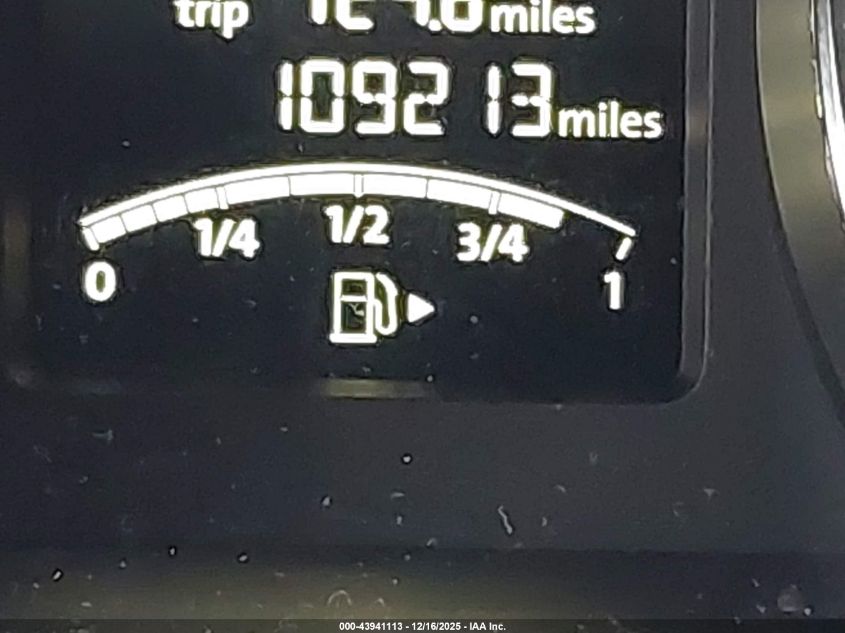 trip miles
109213 miles
1/4 1/2 3/4
0 1
000-43941113 - 12/16/2025 - IAA Inc.